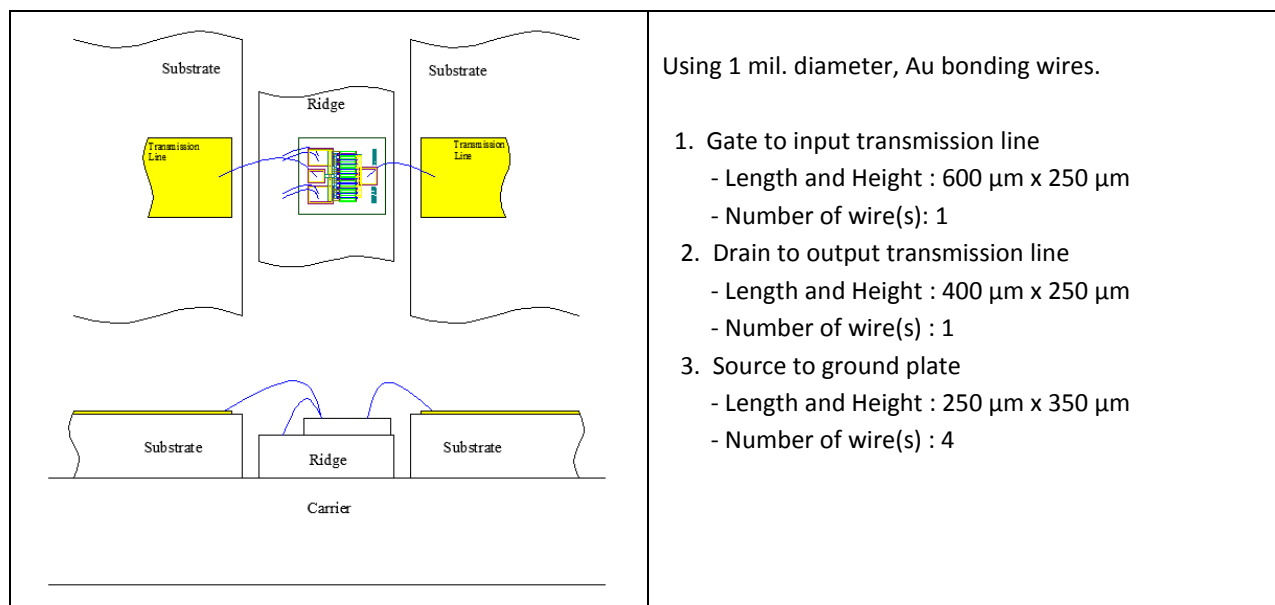 Substrate
Substrate
Ridge
Transmission
Line
Transmission
Line
Substrate
Ridge
Substrate
Carrier
Using 1 mil. diameter, Au bonding wires.
1. Gate to input transmission line
- Length and Height : 600 µm x 250 µm
- Number of wire(s): 1
2. Drain to output transmission line
- Length and Height : 400 µm x 250 µm
- Number of wire(s) : 1
3. Source to ground plate
- Length and Height : 250 µm x 350 µm
- Number of wire(s) : 4